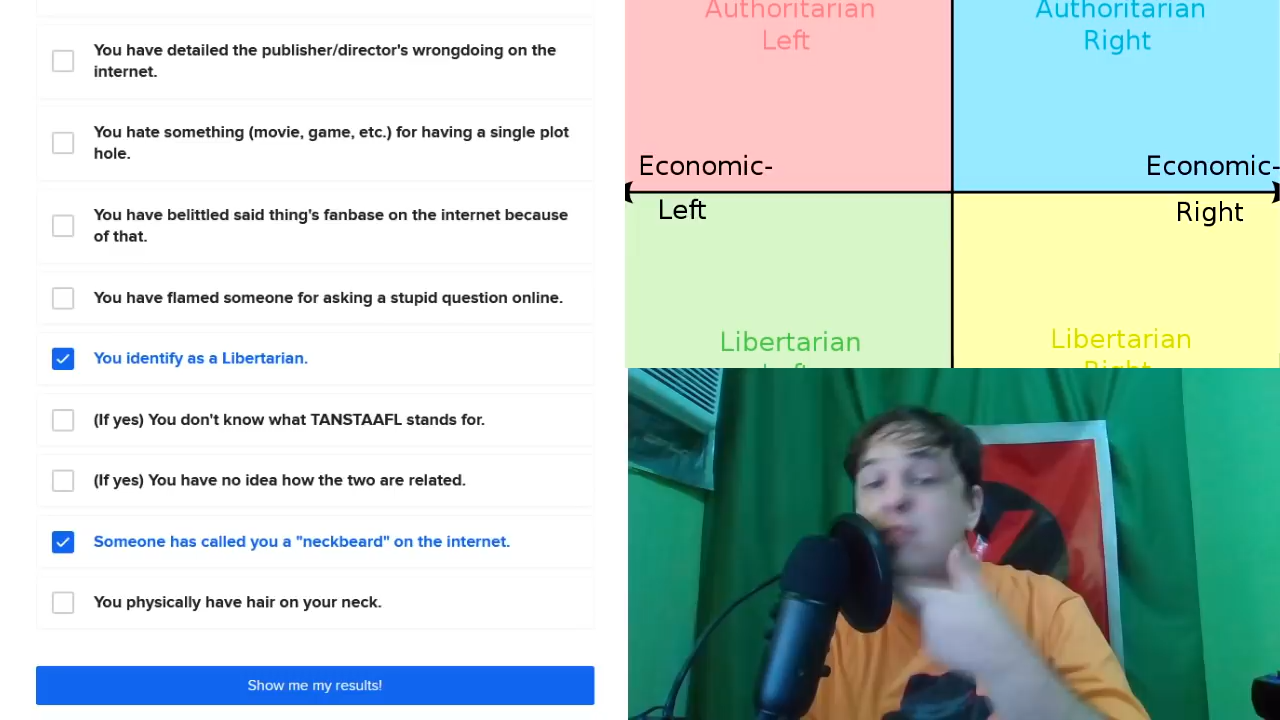 You have detailed the publisher/director's wrongdoing on the
internet.
You hate something (movie, game, etc.) for having a single plot
hole.
You have belittled said thing's fanbase on the internet because
of that.
You have flamed someone for asking a stupid question online.
You identify as a Libertarian.
(If yes) You don't know what TANSTAAFL stands for.
(If yes) You have no idea how the two are related.
Someone has called you a "neckbeard" on the internet.
You physically have hair on your neck.
Show me my results!
Authoritarian
Left
Authoritarian
Right
Economic-
Left
Economic-
Right
Libertarian
Left
Libertarian
Right